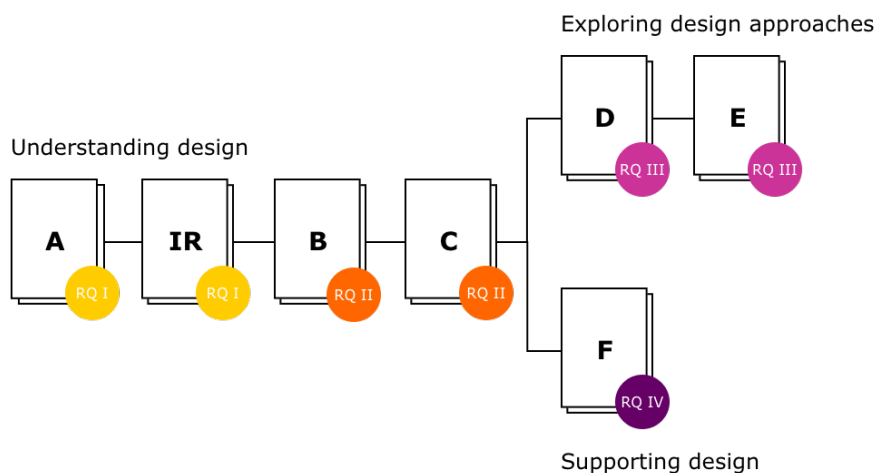 Exploring design approaches
D
E
RQ III
RQ III
Understanding design
A
IR
B
C
RQ I
RQ I
RQ II
RQ II
F
RQ IV
Supporting design